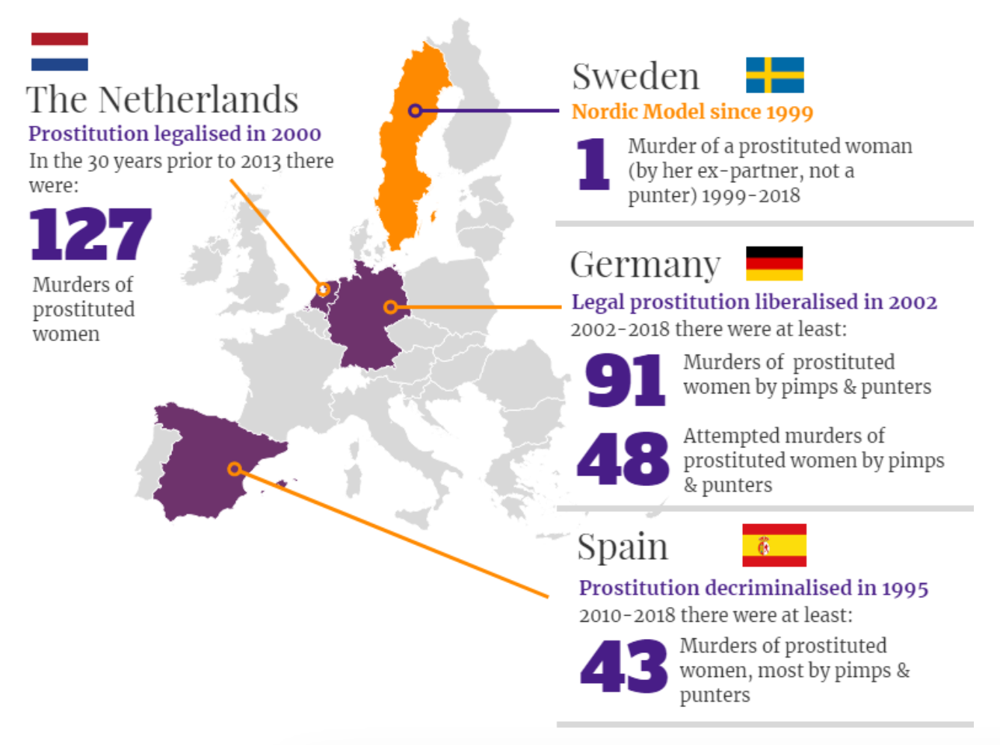 The Netherlands
Prostitution legalised in 2000
In the 30 years prior to 2013 there
were:
127
Murders of
prostituted
women
Sweden
Nordic Model since 1999
1
Murder of a prostituted woman
(by her ex-partner, not a
punter) 1999-2018
Germany
Legal prostitution liberalised in 2002
2002-2018 there were at least:
91
Murders of prostituted
women by pimps & punters
48
Attempted murders of
prostituted women by pimps
& punters
Spain
Prostitution decriminalised in 1995
2010-2018 there were at least:
43
Murders of prostituted
women, most by pimps &
punters